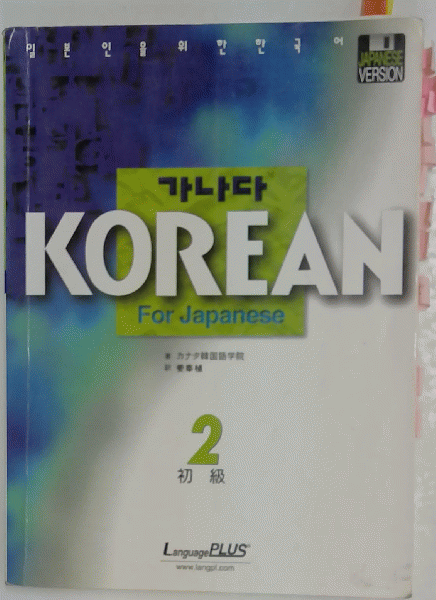 일본인을위한한국어
JAPANESE
VERSION
가나다
KOREAN
For Japanese
著 カナタ韓国語学院
訳
2
初級
LanguagePLUS
www.langpl.com